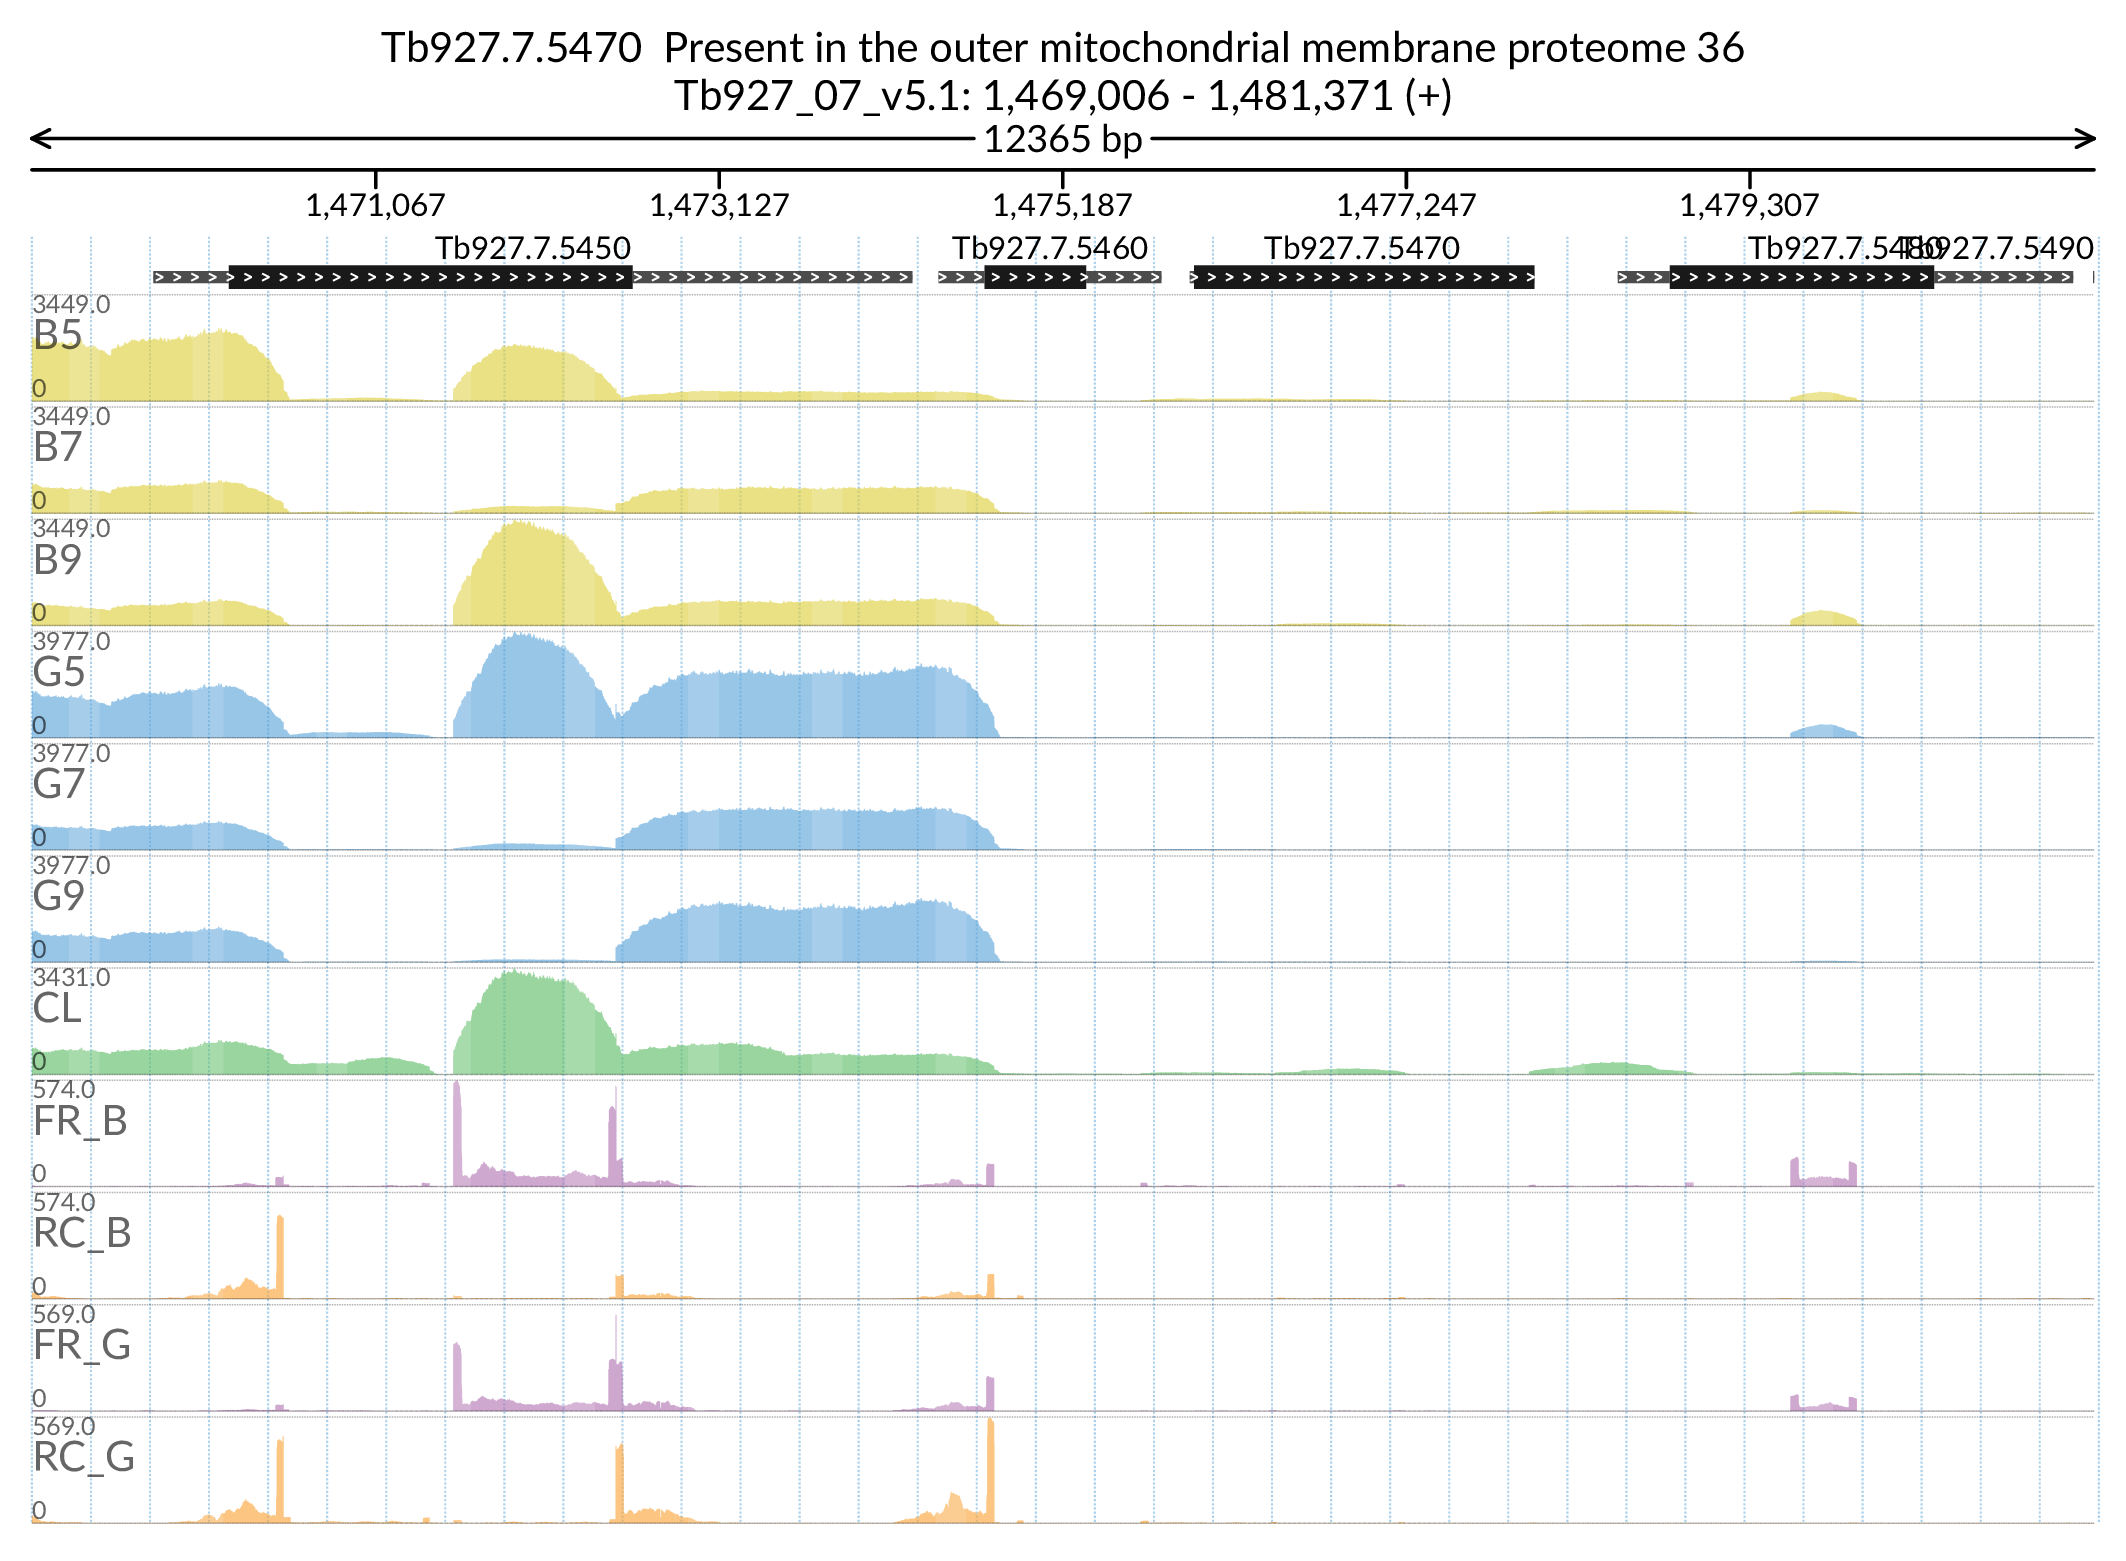 Tb927.7.5470 Present in the outer mitochondrial membrane proteome 36
Tb927_07_v5.1: 1,469,006 - 1,481,371 (+)
12365 bp
1,471,067 1,473,127 1,475,187 1,477,247 1,479,307
Tb927.7.5450 Tb927.7.5460 Tb927.7.5470 Tb927.7.5480 Tb927.7.5490
3449.0
B5
0
3449.0
B7
0
3449.0
B9
0
3977.0
G5
0
3977.0
G7
0
3977.0
G9
0
3431.0
CL
0
574.0
FR_B
0
574.0
RC_B
0
569.0
FR_G
0
569.0
RC_G
0